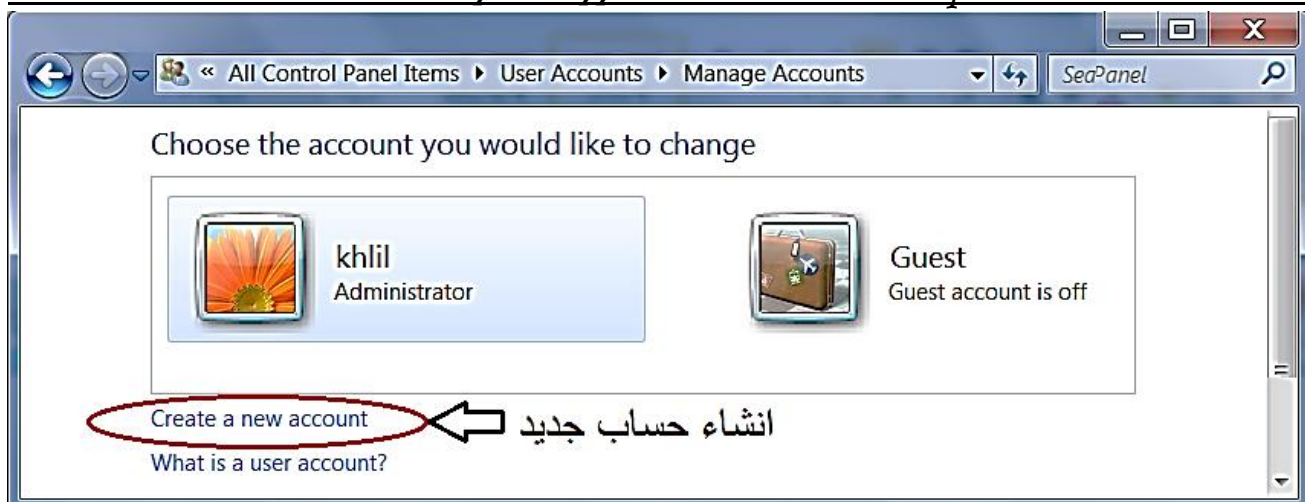 « All Control Panel Items ▸ User Accounts ▸ Manage Accounts
Choose the account you would like to change
khlil
Administrator
Guest
Guest account is off
Create a new account
انشاء حساب جديد
What is a user account?